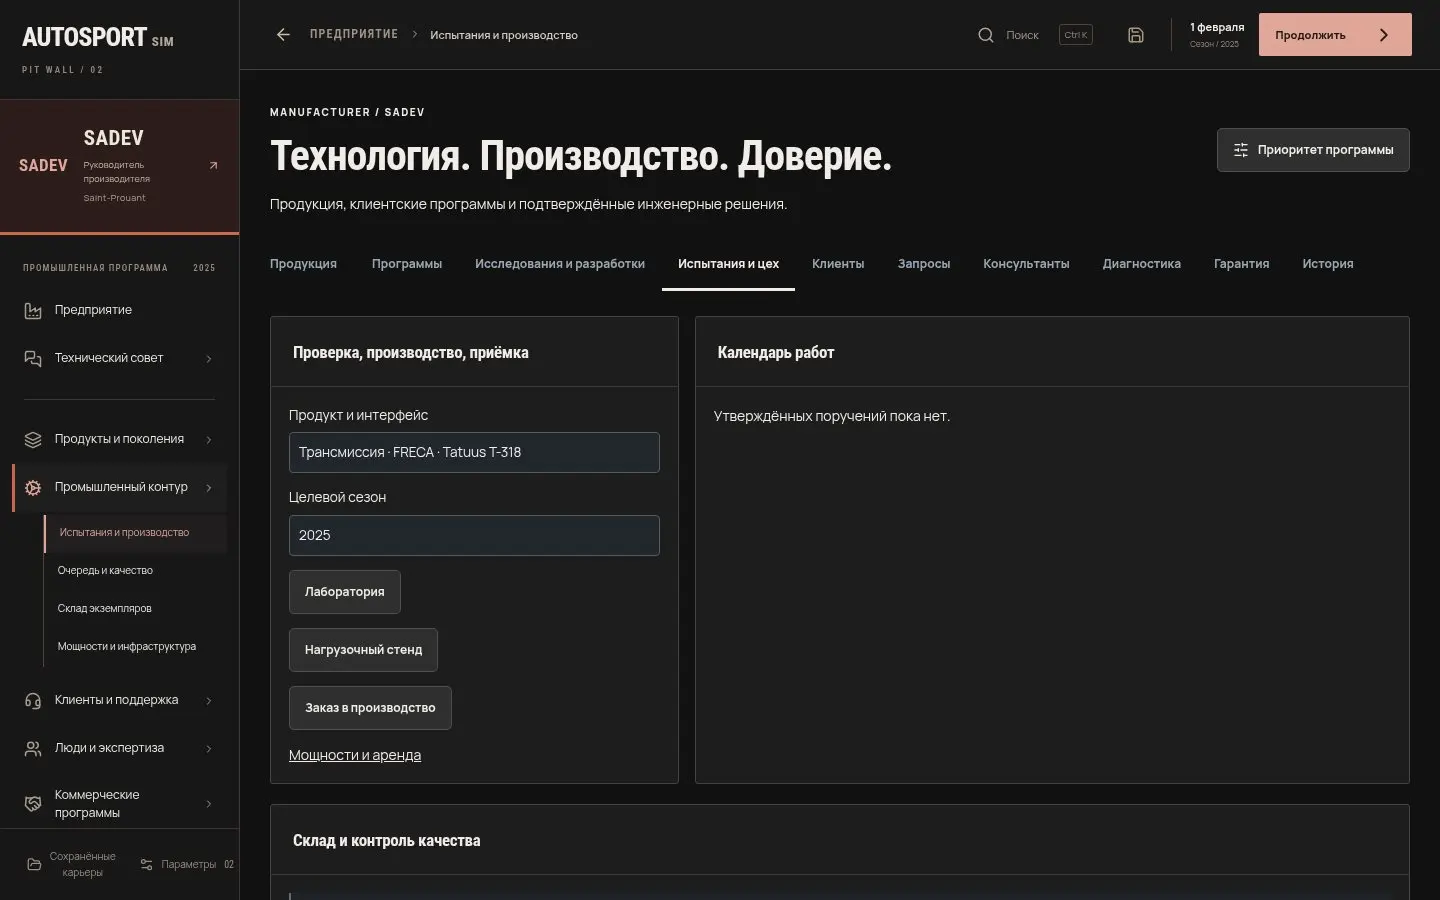 AUTOSPORT SIM
PIT WALL / 02
SADEV
SADEV
Руководитель
производителя
Saint-Prouant
ПРОМЫШЛЕННАЯ ПРОГРАММА 2025
Предприятие
Технический совет
Продукты и поколения
Промышленный контур
Испытания и производство
Очередь и качество
Склад экземпляров
Мощности и инфраструктура
Клиенты и поддержка
Люди и экспертиза
Коммерческие
программы
Сохранённые
карьеры
Параметры 02
ПРЕДПРИЯТИЕ
Испытания и производство
Поиск
Ctrl K
1 февраля
Сезон / 2025
Продолжить
MANUFACTURER / SADEV
Технология. Производство. Доверие.
Приоритет программы
Продукция, клиентские программы и подтверждённые инженерные решения.
Продукция
Программы
Исследования и разработки
Испытания и цех
Клиенты
Запросы
Консультанты
Диагностика
Гарантия
История
Проверка, производство, приёмка
Продукт и интерфейс
Трансмиссия · FRECA · Tatuus T-318
Целевой сезон
2025
Лаборатория
Нагрузочный стенд
Заказ в производство
Мощности и аренда
Календарь работ
Утверждённых поручений пока нет.
Склад и контроль качества